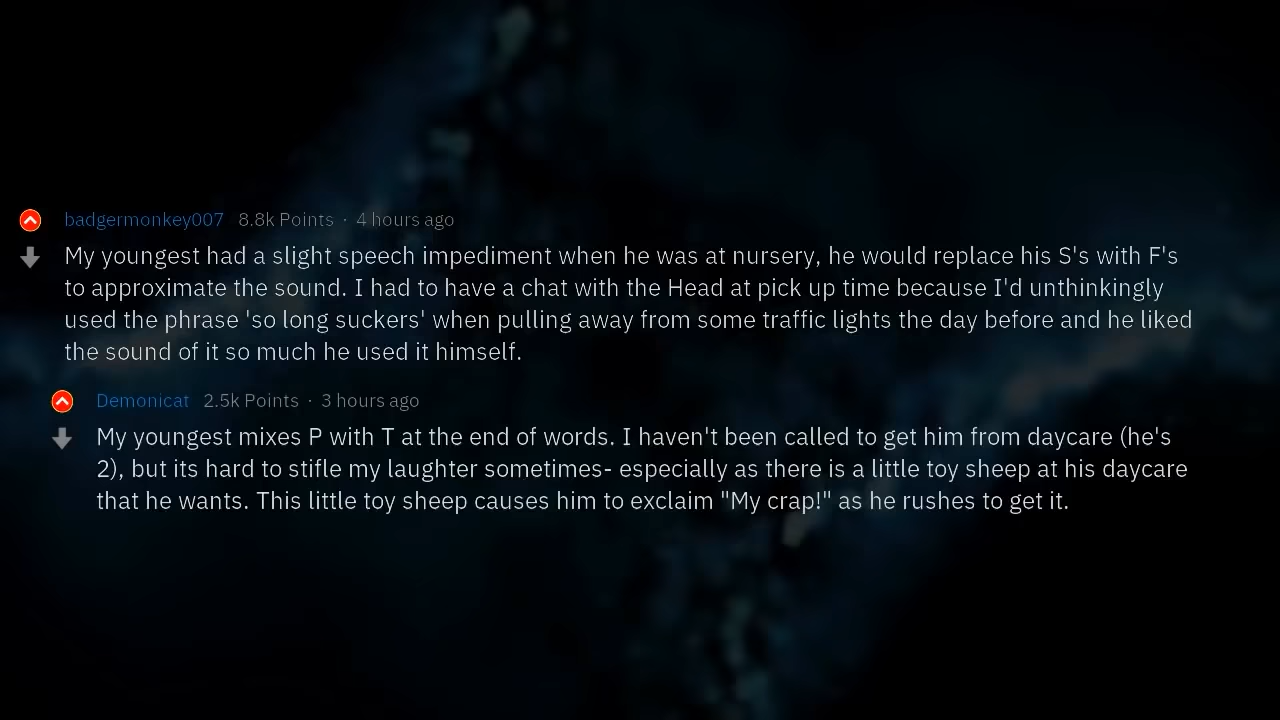 badgermonkey007 8.8k Points · 4 hours ago
My youngest had a slight speech impediment when he was at nursery, he would replace his S's with F's
to approximate the sound. I had to have a chat with the Head at pick up time because I'd unthinkingly
used the phrase 'so long suckers' when pulling away from some traffic lights the day before and he liked
the sound of it so much he used it himself.
Demonicat 2.5k Points · 3 hours ago
My youngest mixes P with T at the end of words. I haven't been called to get him from daycare (he's
2), but its hard to stifle my laughter sometimes- especially as there is a little toy sheep at his daycare
that he wants. This little toy sheep causes him to exclaim "My crap!" as he rushes to get it.